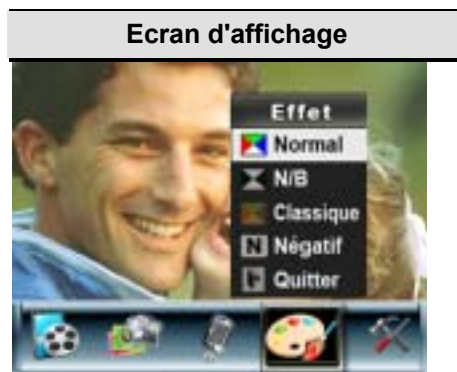 Ecran d'affichage
Effet
Normal
N/B
Classique
Négatif
Quitter